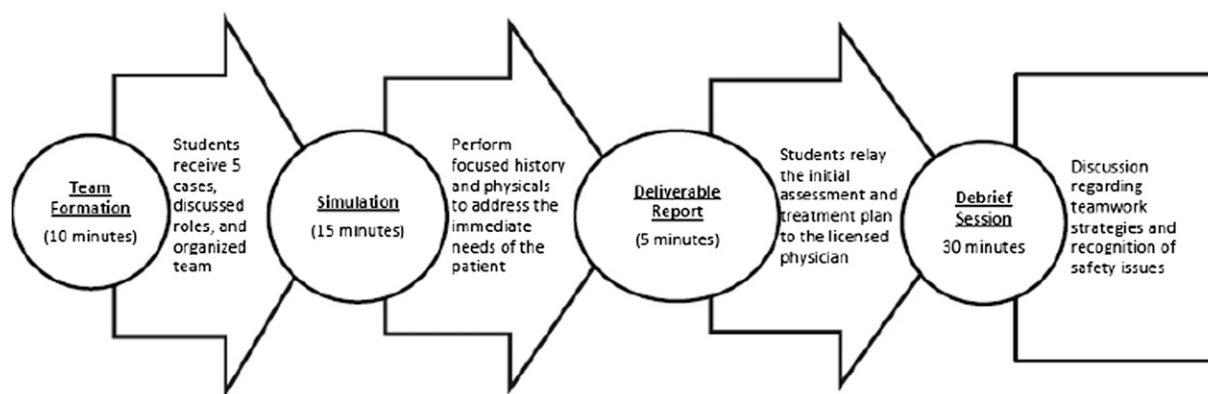 Team
Formation
(10 minutes)
Students
receive 5
cases,
discussed
roles, and
organized
team
Simulation
(15 minutes)
Perform
focused history
and physicals
to address the
immediate
needs of the
patient
Deliverable
Report
(5 minutes)
Students relay
the initial
assessment and
treatment plan
to the licensed
physician
Debrief
Session
30 minutes
Discussion
regarding
teamwork
strategies and
recognition of
safety issues